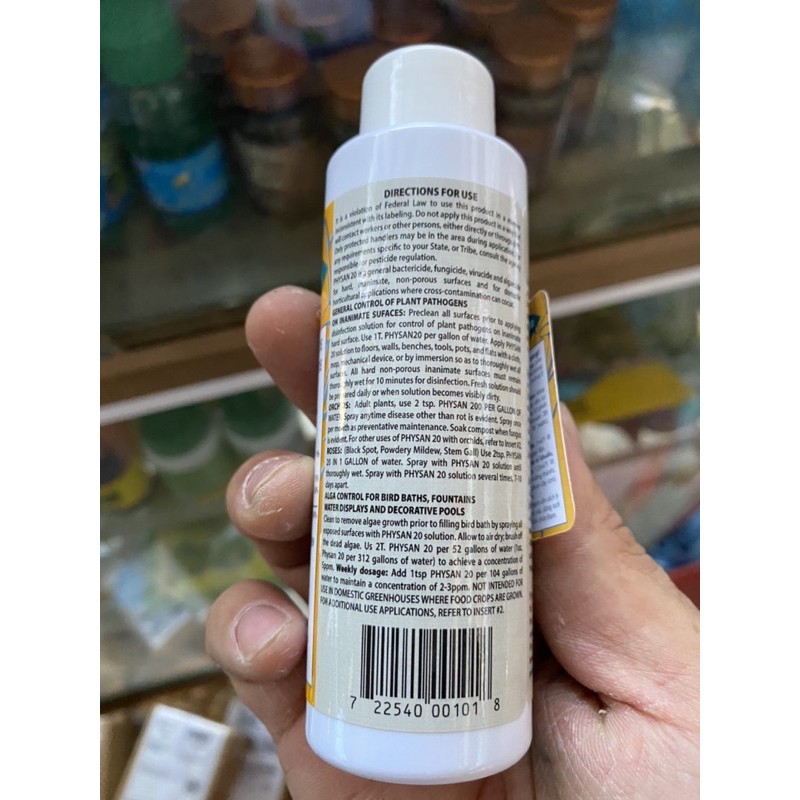 DIRECTIONS FOR USE
It is a violation of Federal Law to use this product in a
inconsistent with its labeling. Do not apply this product in a
will contact workers or other persons, either directly or through
Only protected handlers may be in the area during application.
any requirements specific to your State, or Tribe, consult the
responsible for pesticide regulation.
PHYSAN 20 is a general bactericide, fungicide, virucide and
for hard, inanimate, non-porous surfaces and for
horticultural applications where cross-contamination can occur.
GENERAL CONTROL OF PLANT PATHOGENS
OR INANIMATE SUFACES: Preclean all surfaces prior to applying
disinfection solution for control of plant pathogens on inanimate
hard surface. Use 1T. PHYSAN20 per gallon of water. Apply PHYSAN
20 solution to floors, walls, benches, tools, pots, and flats with a cloth,
mop, mechanical device, or by immersion so as to thoroughly wet all
surfaces. All hard non-porous inanimate surfaces must remain
thoroughly wet for 10 minutes for disinfection. Fresh solution should
be prepared daily or when solution becomes visibly dirty.
ORCHIDS: Adult plants, use 2 tsp. PHYSAN 200 PER GALLON OF
WATER. Spray anytime disease other than rot is evident. Spray once
month as preventative maintenance. Soak compost when fungus
is evident. For other uses of PHYSAN 20 with orchids, refer to Insert #2.
ROSES: (Black Spot, Powdery Mildew, Stem Gall) Use 2tsp. PHYSAN
20 IN 1 GALLON of water. Spray with PHYSAN 20 solution until
thoroughly wet. Spray with PHYSAN 20 solution several times, 7-10
days apart.
ALGA CONTROL FOR BIRD BATHS, FOUNTAINS
WATER DISPLAYS AND DECORATIVE POOLS
Clean to remove algae growth prior to filling bird bath by spraying all
exposed surfaces with PHYSAN 20 solution. Allow to air dry; brush off
the dead algae. Us 2T. PHYSAN 20 per 52 gallons of water (1oz.
Physan 20 per 312 gallons of water) to achieve a concentration of
5ppm. Weekly dosage: Add 1tsp PHYSAN 20 per 104 gallons of
water to maintain a concentration of 2-3ppm. NOT INTENDED FOR
USE IN DOMESTIC GREENHOUSES WHERE FOOD CROPS ARE GROWN.
FOR ADDITIONAL USE APPLICATIONS, REFER TO INSERT #2.
7 22540 00101 8